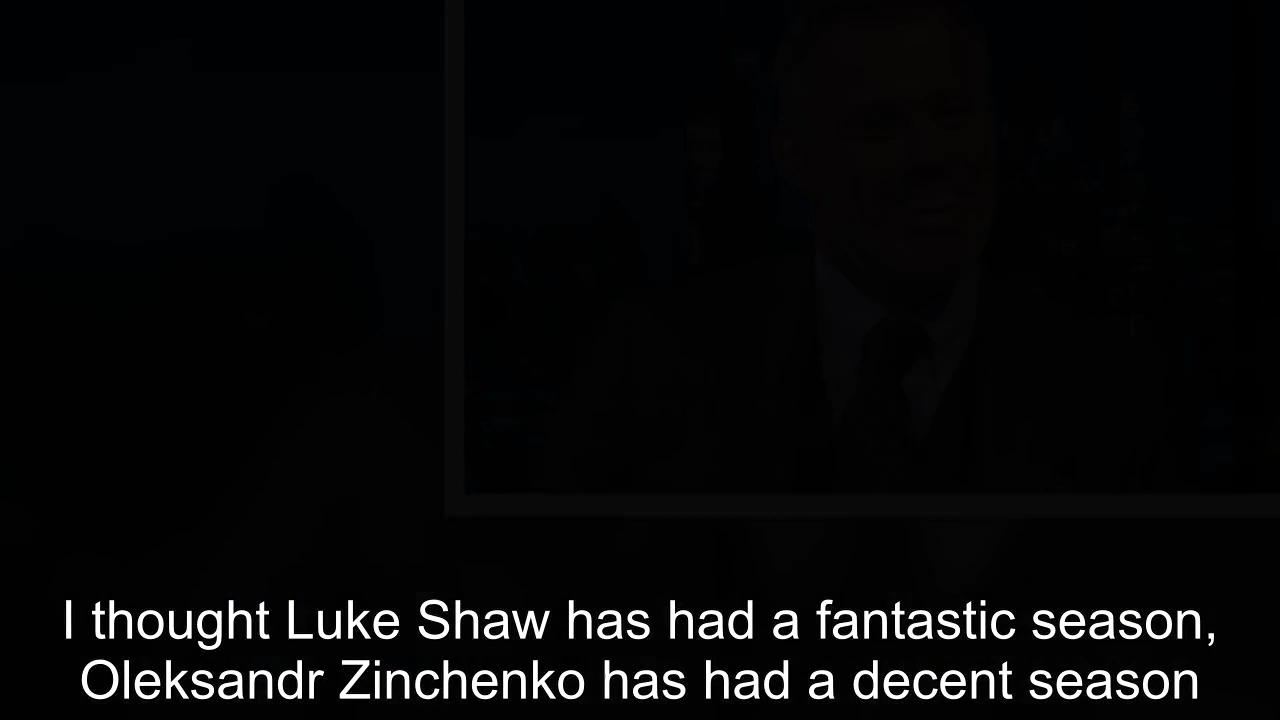 I thought Luke Shaw has had a fantastic season,
Oleksandr Zinchenko has had a decent season